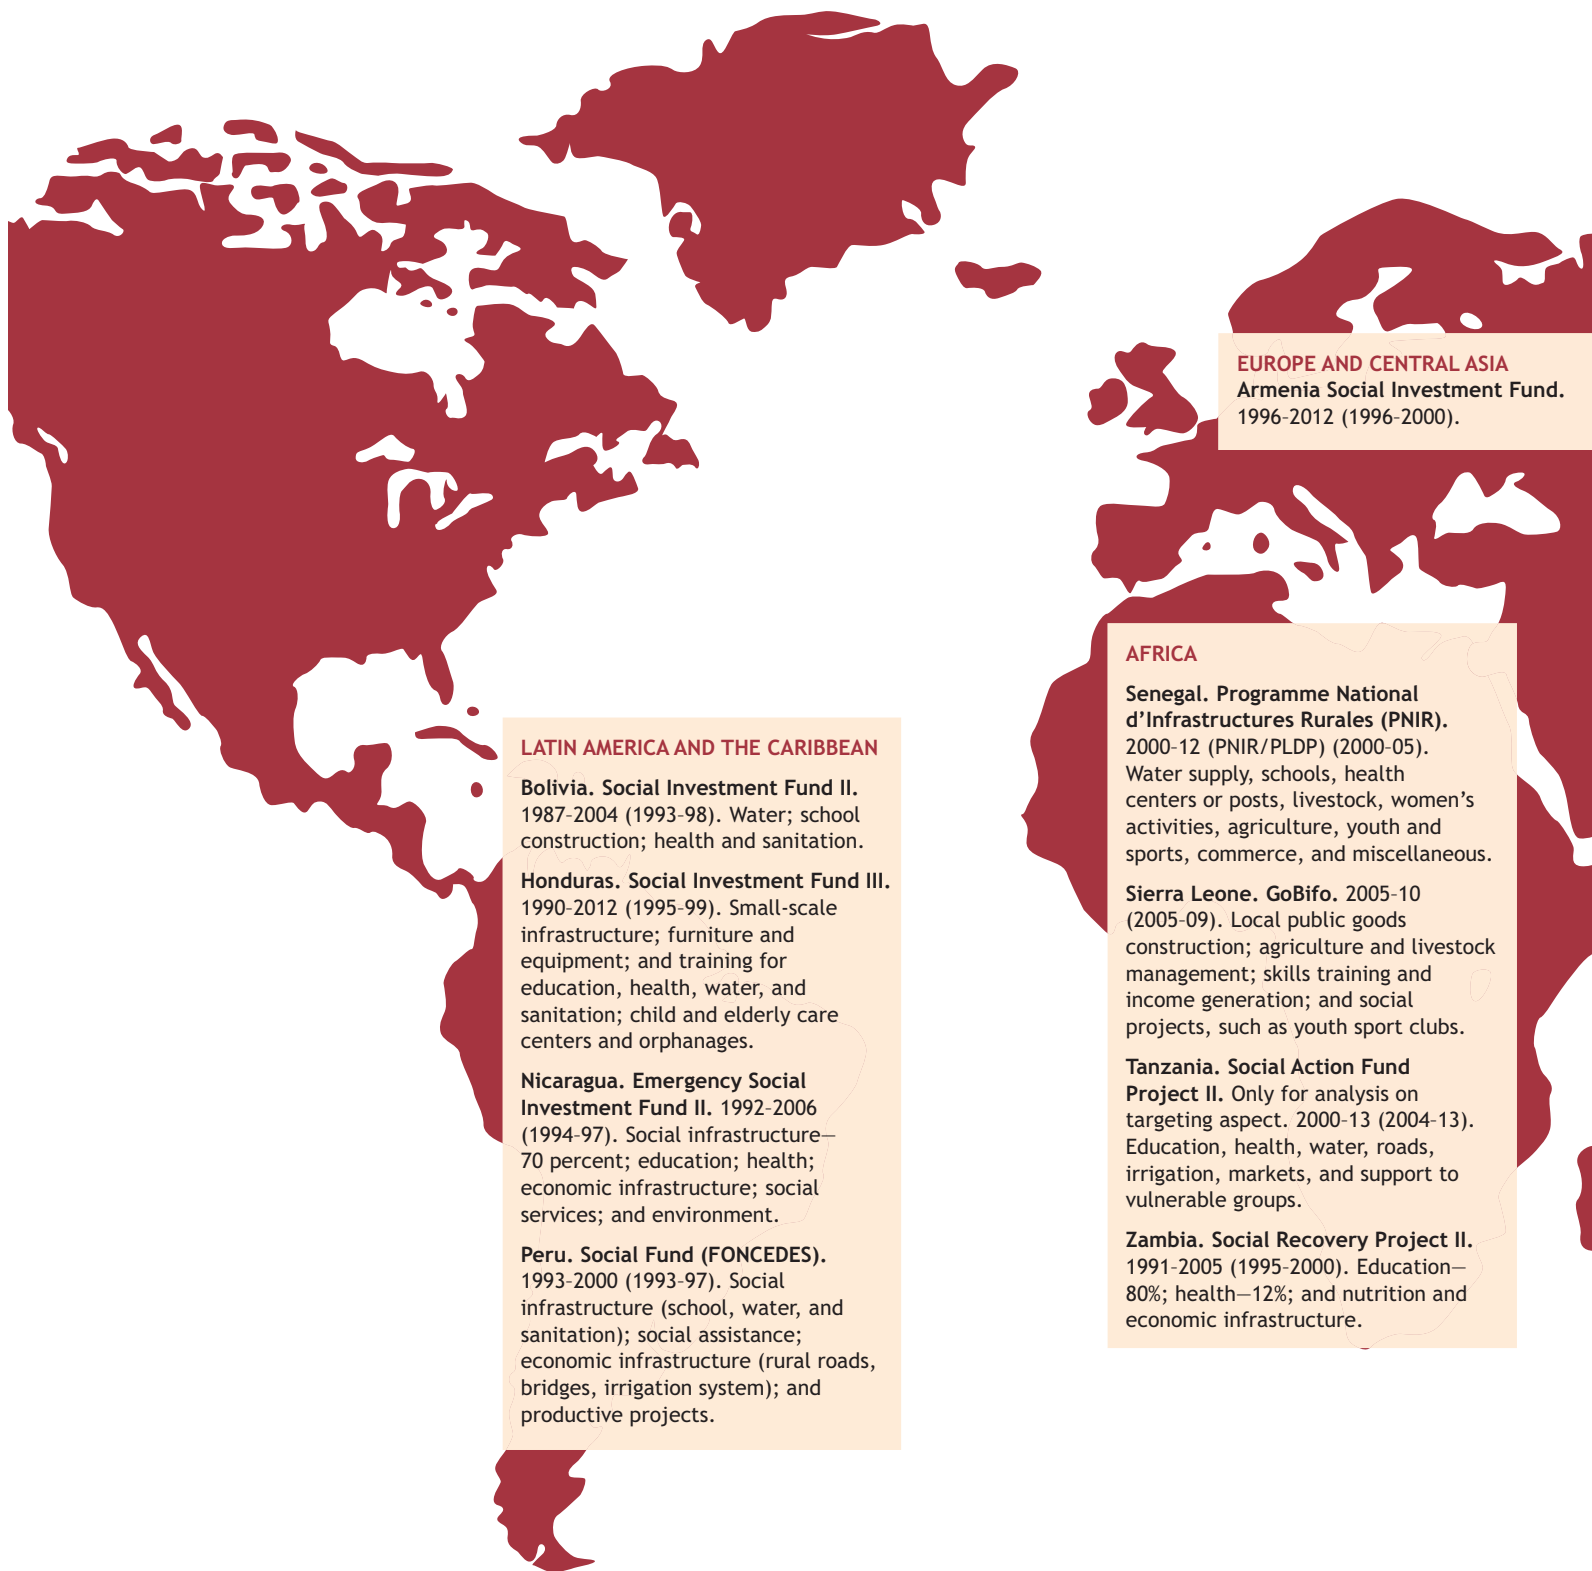 EUROPE AND CENTRAL ASIA
Armenia Social Investment Fund.
1996–2012 (1996–2000).
LATIN AMERICA AND THE CARIBBEAN
Bolivia. Social Investment Fund II.
1987–2004 (1993–98). Water; school
construction; health and sanitation.
Honduras. Social Investment Fund III.
1990–2012 (1995–99). Small-scale
infrastructure; furniture and
equipment; and training for
education, health, water, and
sanitation; child and elderly care
centers and orphanages.
Nicaragua. Emergency Social
Investment Fund II. 1992–2006
(1994–97). Social infrastructure—
70 percent; education; health;
economic infrastructure; social
services; and environment.
Peru. Social Fund (FONCEDES).
1993–2000 (1993–97). Social
infrastructure (school, water, and
sanitation); social assistance;
economic infrastructure (rural roads,
bridges, irrigation system); and
productive projects.
AFRICA
Senegal. Programme National
d’Infrastructures Rurales (PNIR).
2000–12 (PNIR/PLDP) (2000–05).
Water supply, schools, health
centers or posts, livestock, women’s
activities, agriculture, youth and
sports, commerce, and miscellaneous.
Sierra Leone. GoBifo. 2005–10
(2005–09). Local public goods
construction; agriculture and livestock
management; skills training and
income generation; and social
projects, such as youth sport clubs.
Tanzania. Social Action Fund
Project II. Only for analysis on
targeting aspect. 2000–13 (2004–13).
Education, health, water, roads,
irrigation, markets, and support to
vulnerable groups.
Zambia. Social Recovery Project II.
1991–2005 (1995–2000). Education—
80%; health—12%; and nutrition and
economic infrastructure.